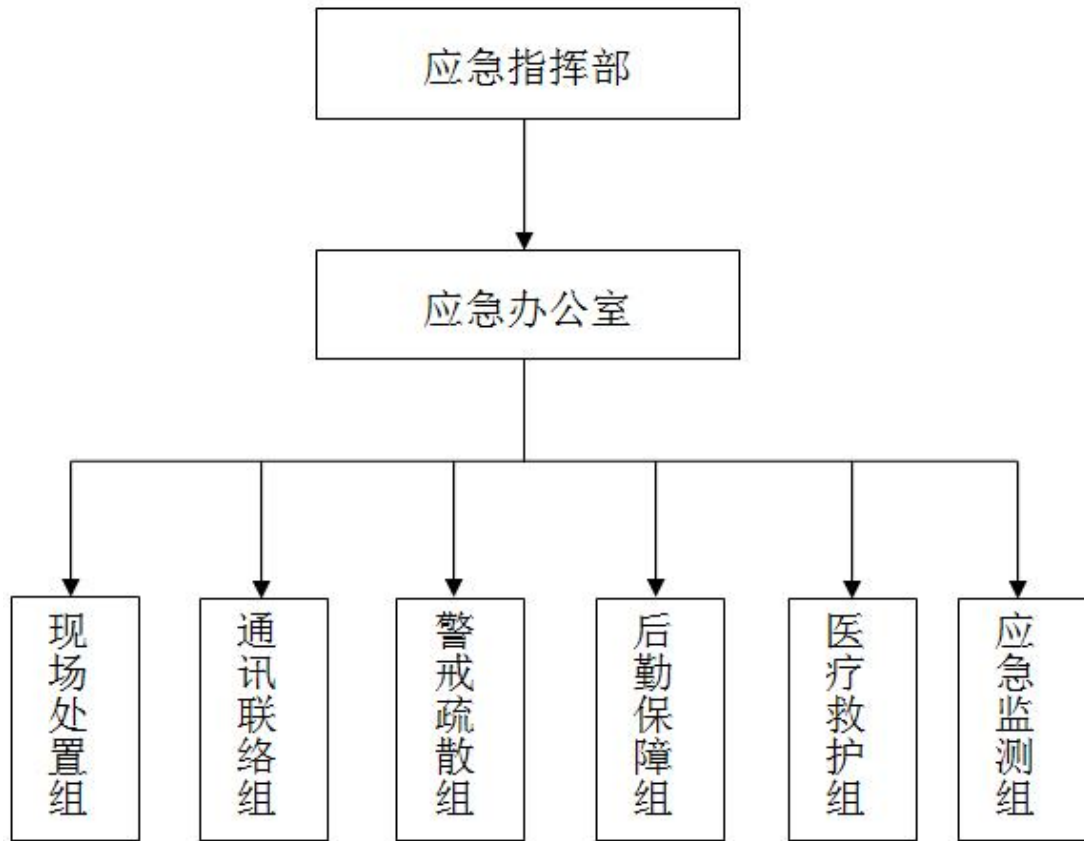 应急指挥部
应急办公室
现场处置组
通讯联络组
警戒疏散组
后勤保障组
医疗救护组
应急监测组